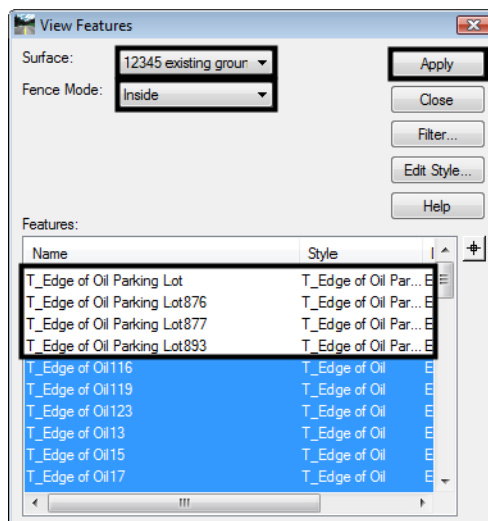 View Features
Surface: 12345 existing groun Apply
Fence Mode: Inside Close
Filter...
Edit Style...
Help
Features:
Name Style
T_Edge of Oil Parking Lot T_Edge of Oil Par... E
T_Edge of Oil Parking Lot876 T_Edge of Oil Par... E
T_Edge of Oil Parking Lot877 T_Edge of Oil Par... E
T_Edge of Oil Parking Lot893 T_Edge of Oil Par... E
T_Edge of Oil116 T_Edge of Oil E
T_Edge of Oil119 T_Edge of Oil E
T_Edge of Oil123 T_Edge of Oil E
T_Edge of Oil13 T_Edge of Oil E
T_Edge of Oil15 T_Edge of Oil E
T_Edge of Oil17 T_Edge of Oil E